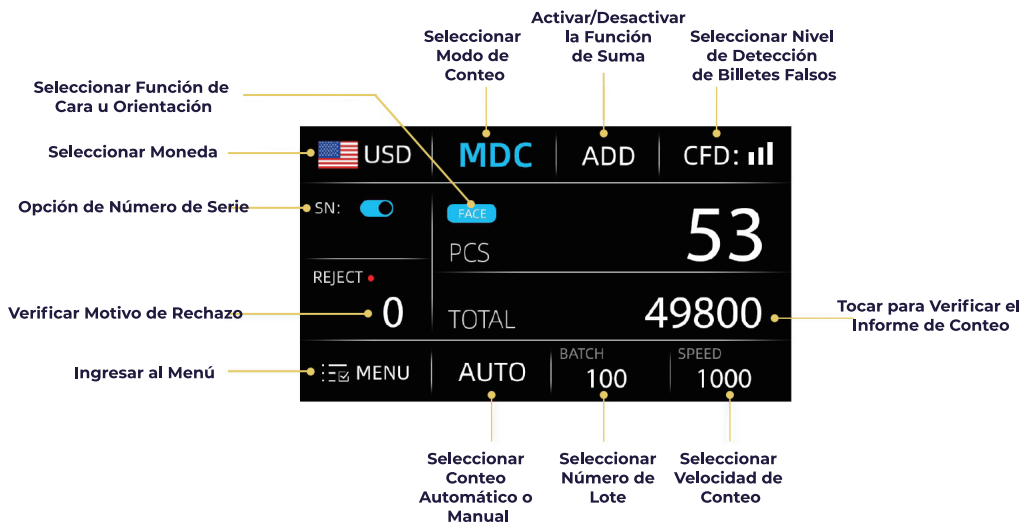 Activar/Desactivar
la Función
de Suma
Seleccionar
Modo de
Conteo
Seleccionar Nivel
de Detección
de Billetes Falsos
Seleccionar Función de
Cara u Orientación
Seleccionar Moneda
USD
MDC
ADD
CFD:
Opción de Número de Serie
SN:
FACE
PCS
53
REJECT
Verificar Motivo de Rechazo
0
TOTAL
49800
Tocar para Verificar el
Informe de Conteo
Ingresar al Menú
MENU
AUTO
BATCH
100
SPEED
1000
Seleccionar
Conteo
Automático o
Manual
Seleccionar
Número de
Lote
Seleccionar
Velocidad de
Conteo